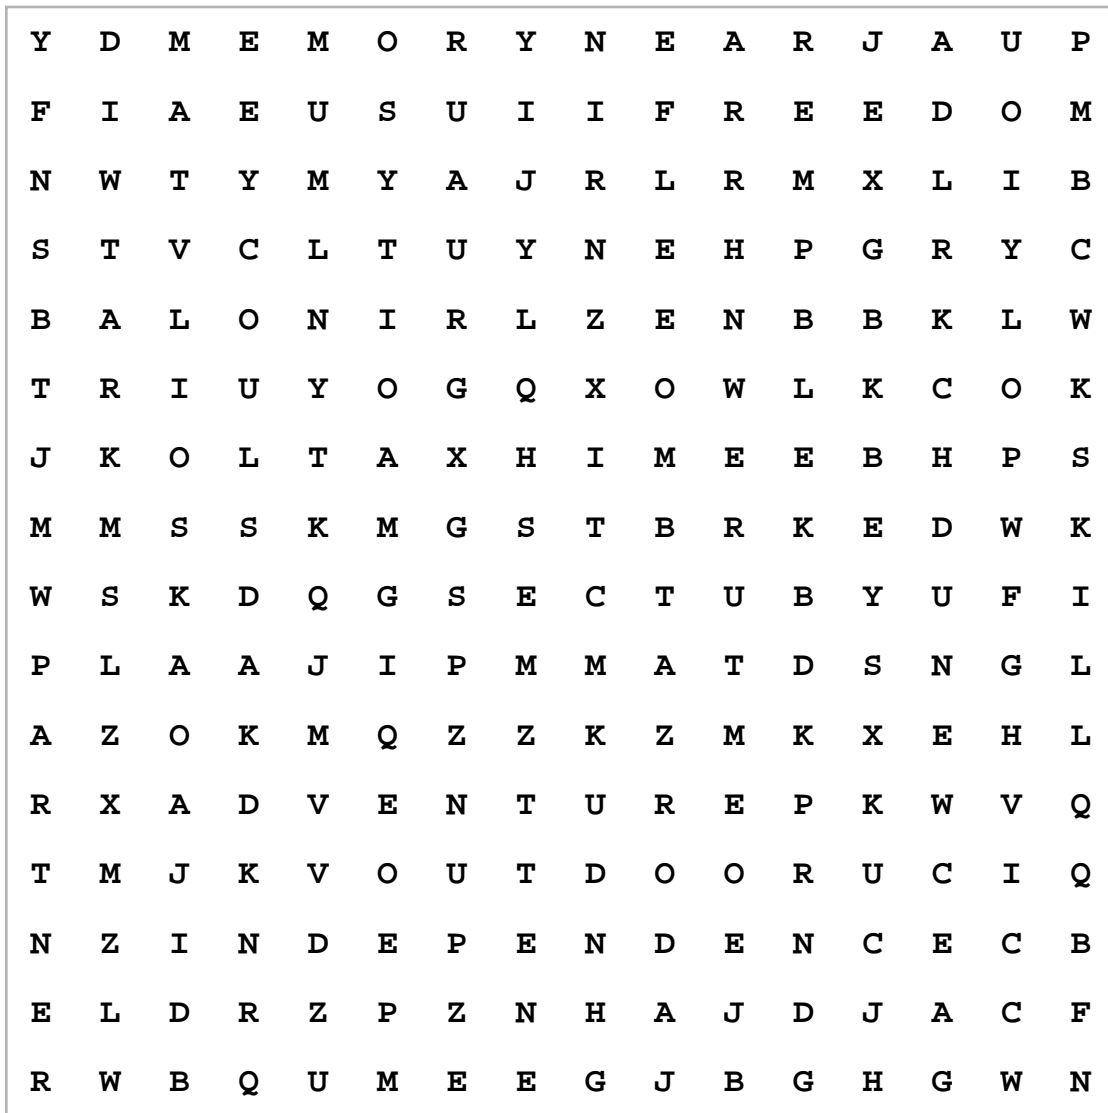 Y D M E M O R Y N E A R J A U P
F I A E U S U I I F R E E D O M
N W T Y M Y A J R L R M X L I B
S T V C L T U Y N E H P G R Y C
B A L O N I R L Z E N B B K L W
T R I U Y O G Q X O W L K C O K
J K O L T A X H I M E E B H P S
M M S S K M G S T B R K E D W K
W S K D Q G S E C T U B Y U F I
P L A A J I P M M A T D S N G L
A Z O K M Q Z Z K Z M K X E H L
R X A D V E N T U R E P K W V Q
T M J K V O U T D O O R U C I Q
N Z I N D E P E N D E N C E C B
E L D R Z P Z N H A J D J A C F
R W B Q U M E E G J B G H G W N